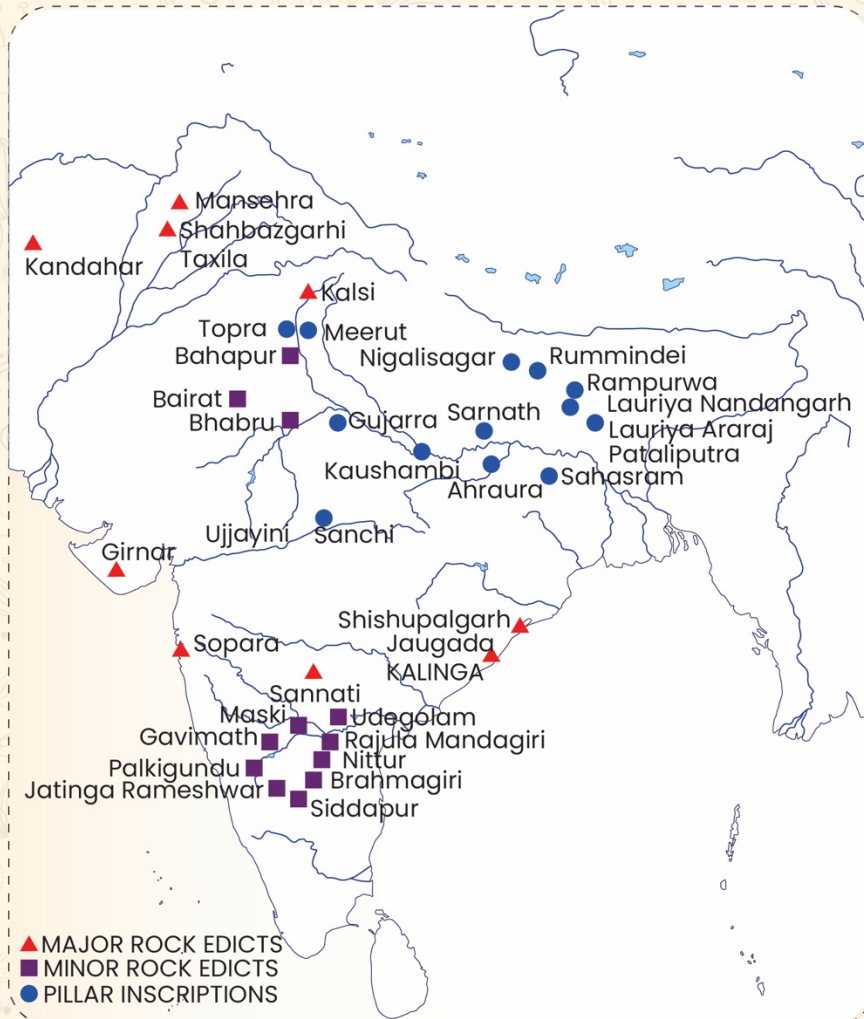 Mansehra
Shahbazgarhi
Taxila
Kandahar
Kalsi
Topra
Meerut
Bahapur
Nigalisagar
Rummindei
Rampurwa
Bairat
Lauriya Nandangarh
Bhabru
Gujarra
Sarnath
Lauriya Araraj
Pataliputra
Kaushambi
Sahasram
Ahraura
Ujjayini
Sanchi
Girnar
Shishupalgarh
Sopara
Jaugada
KALINGA
Sannati
Maski
Udegolam
Gavimath
Rajula Mandagiri
Nittur
Palkigundu
Brahmagiri
Jatinga Rameshwar
Siddapur
MAJOR ROCK EDICTS
MINOR ROCK EDICTS
PILLAR INSCRIPTIONS